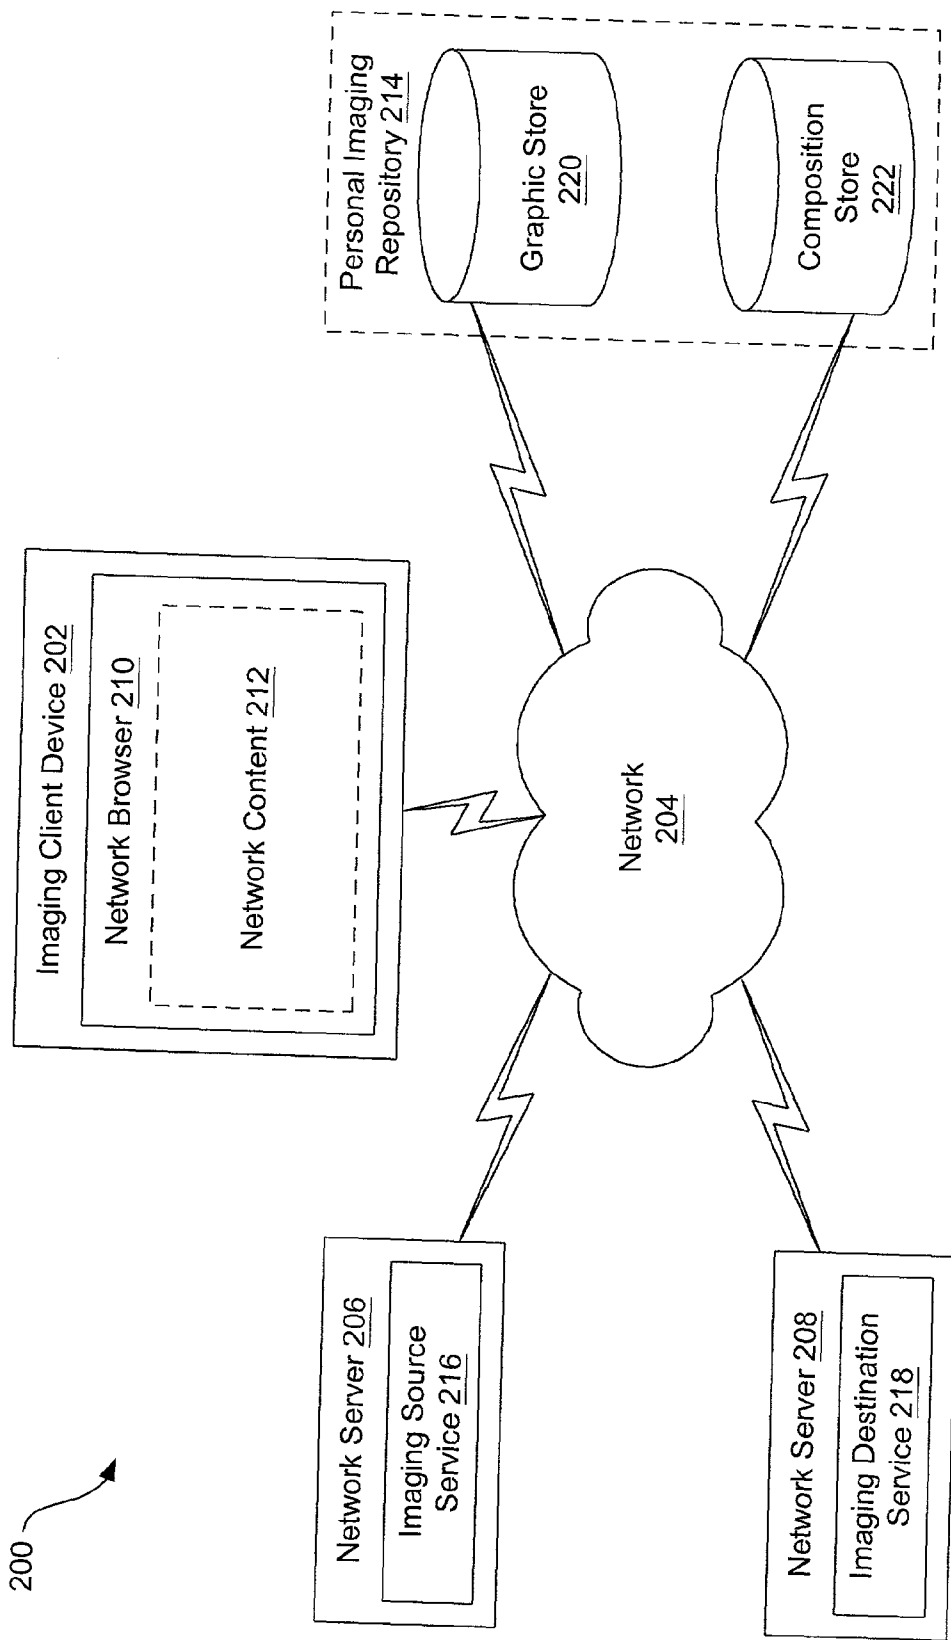 200
Imaging Client Device 202
Network Browser 210
Network Content 212
Network Server 206
Imaging Source
Service 216
Network
204
Personal Imaging
Repository 214
Graphic Store
220
Network Server 208
Imaging Destination
Service 218
Composition
Store
222